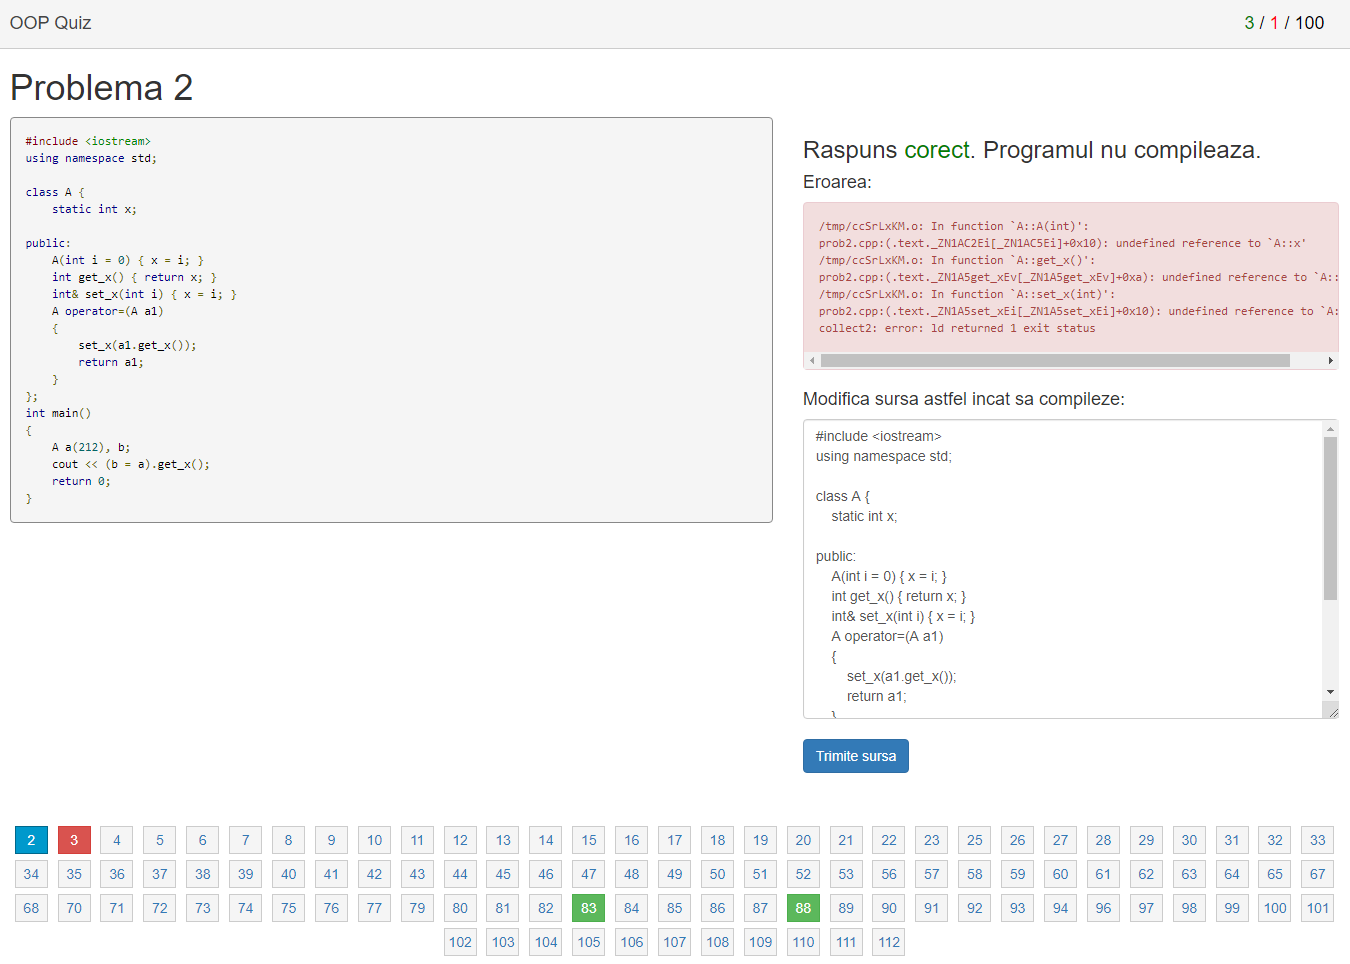 OOP Quiz
3 / 1 / 100
Problema 2
#include <iostream>
using namespace std;
class A {
static int x;
public:
A(int i = 0) { x = i; }
int get_x() { return x; }
int& set_x(int i) { x = i; }
A operator=(A a1)
{
set_x(a1.get_x());
return a1;
}
};
int main()
{
A a(212), b;
cout << (b = a).get_x();
return 0;
}
Raspuns corect. Programul nu compileaza.
Eroarea:
/tmp/ccSrLxKM.o: In function `A::A(int)':
prob2.cpp:(.text._ZN1AC2Ei[_ZN1AC5Ei]+0x10): undefined reference to `A::x'
/tmp/ccSrLxKM.o: In function `A::get_x()':
prob2.cpp:(.text._ZN1A5get_xEv[_ZN1A5get_xEv]+0xa): undefined reference to `A::
/tmp/ccSrLxKM.o: In function `A::set_x(int)':
prob2.cpp:(.text._ZN1A5set_xEi[_ZN1A5set_xEi]+0x10): undefined reference to `A:
collect2: error: ld returned 1 exit status
Modifica sursa astfel incat sa compileze:
#include <iostream>
using namespace std;
class A {
static int x;
public:
A(int i = 0) { x = i; }
int get_x() { return x; }
int& set_x(int i) { x = i; }
A operator=(A a1)
{
set_x(a1.get_x());
return a1;
}
Trimite sursa
2 3 4 5 6 7 8 9 10 11 12 13 14 15 16 17 18 19 20 21 22 23 25 26 27 28 29 30 31 32 33
34 35 36 37 38 39 40 41 42 43 44 45 46 47 48 49 50 51 52 53 56 57 58 59 60 61 62 63 64 65 67
68 70 71 72 73 74 75 76 77 79 80 81 82 83 84 85 86 87 88 89 90 91 92 93 94 96 97 98 99 100 101
102 103 104 105 106 107 108 109 110 111 112